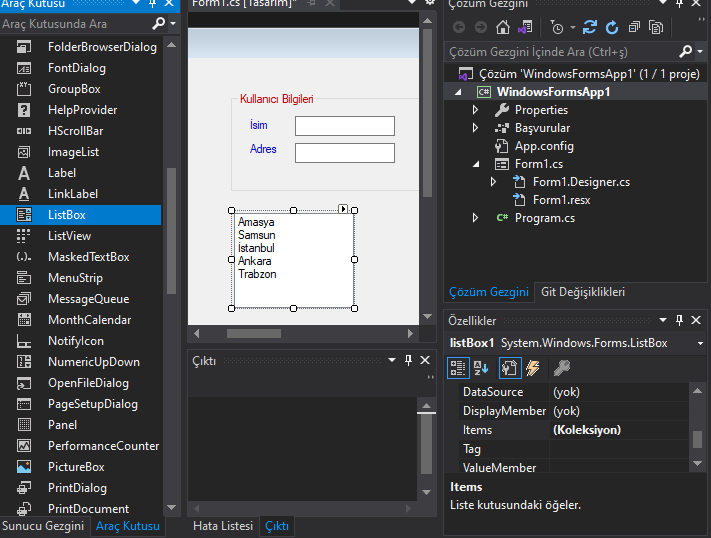 Araç Kutusu
Araç Kutusunda Ara
FolderBrowserDialog
FontDialog
GroupBox
HelpProvider
HScrollBar
ImageList
Label
LinkLabel
ListBox
ListView
MaskedTextBox
MenuStrip
MessageQueue
MonthCalendar
NotifyIcon
NumericUpDown
OpenFileDialog
PageSetupDialog
Panel
PerformanceCounter
PictureBox
PrintDialog
PrintDocument
Sunucu Gezgini Araç Kutusu
Form1.cs [Tasarım]*
Kullanıcı Bilgileri
İsim
Adres
Amasya
Samsun
İstanbul
Ankara
Trabzon
Çıktı
Hata Listesi Çıktı
Çözüm Gezgini
Çözüm Gezgini İçinde Ara (Ctrl+ş)
Çözüm 'WindowsFormsApp1' (1 / 1 proje)
C# WindowsFormsApp1
Properties
Başvurular
App.config
Form1.cs
Form1.Designer.cs
Form1.resx
C# Program.cs
Çözüm Gezgini Git Değişiklikleri
Özellikler
listBox1 System.Windows.Forms.ListBox
DataSource (yok)
DisplayMember (yok)
Items (Koleksiyon)
Tag
ValueMember
Items
Liste kutusundaki öğeler.